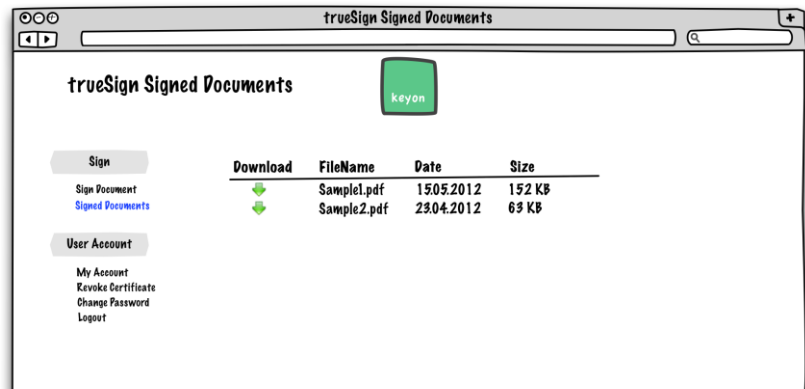 trueSign Signed Documents
trueSign Signed Documents
keyon
Sign
Sign Document
Signed Documents
User Account
My Account
Revoke Certificate
Change Password
Logout
Download FileName Date Size
Sample1.pdf 15.05.2012 152 KB
Sample2.pdf 23.04.2012 63 KB